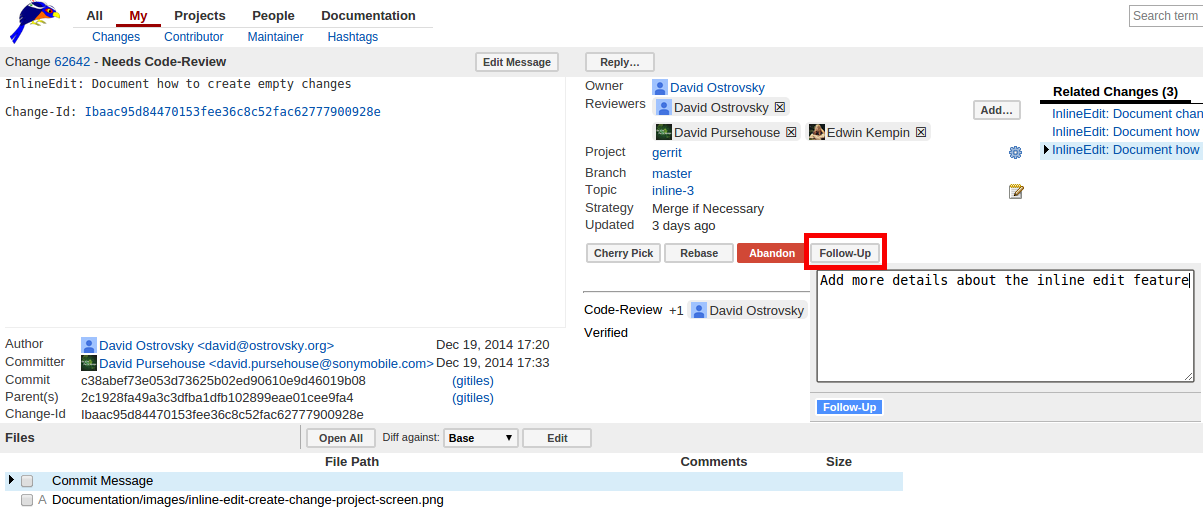 All My Projects People Documentation
Search term
Changes Contributor Maintainer Hashtags
Change 62642 - Needs Code-Review
Edit Message
Reply…
InlineEdit: Document how to create empty changes
Change-Id: Ibaac95d84470153fee36c8c52fac62777900928e
Owner David Ostrovsky
Reviewers David Ostrovsky
David Pursehouse Edwin Kempin
Add…
Project gerrit
Branch master
Topic inline-3
Strategy Merge if Necessary
Updated 3 days ago
Related Changes (3)
InlineEdit: Document chan
InlineEdit: Document how
InlineEdit: Document how
Cherry Pick Rebase Abandon Follow-Up
Add more details about the inline edit feature
Follow-Up
Code-Review +1 David Ostrovsky
Verified
Author David Ostrovsky <david@ostrovsky.org> Dec 19, 2014 17:20
Committer David Pursehouse <david.pursehouse@sonymobile.com> Dec 19, 2014 17:33
Commit c38abef73e053d73625b02ed90610e9d46019b08 (gitiles)
Parent(s) 2c1928fa49a3c3dfba1dfb102899eae01cee9fa4 (gitiles)
Change-Id Ibaac95d84470153fee36c8c52fac62777900928e
Files Open All Diff against: Base Edit
File Path Comments Size
Commit Message
A Documentation/images/inline-edit-create-change-project-screen.png